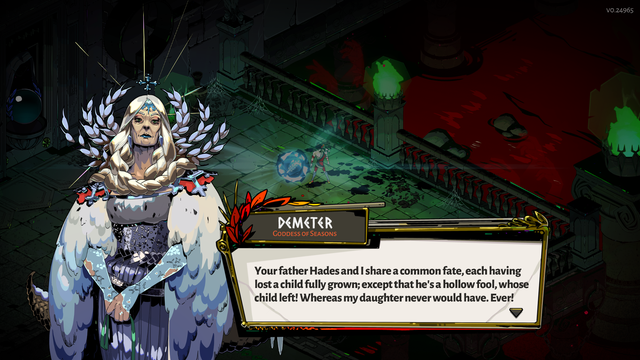 V0.24965
DEMETER
GODDESS OF SEASONS
Your father Hades and I share a common fate, each having
lost a child fully grown; except that he's a hollow fool, whose
child left! Whereas my daughter never would have. Ever!